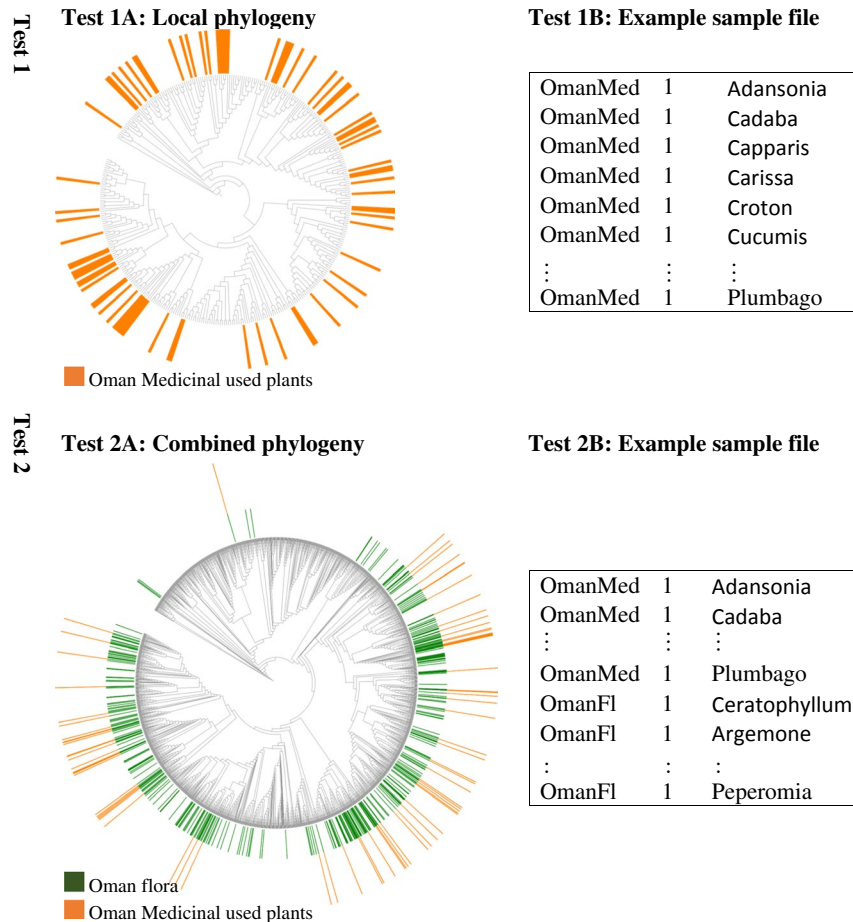 Test 1
Test 1A: Local phylogeny
Test 1B: Example sample file
OmanMed 1 Adansonia
OmanMed 1 Cadaba
OmanMed 1 Capparis
OmanMed 1 Carissa
OmanMed 1 Croton
OmanMed 1 Cucumis
⋮ ⋮ ⋮
OmanMed 1 Plumbago
Oman Medicinal used plants
Test 2
Test 2A: Combined phylogeny
Test 2B: Example sample file
OmanMed 1 Adansonia
OmanMed 1 Cadaba
⋮ ⋮ ⋮
OmanMed 1 Plumbago
OmanFl 1 Ceratophyllum
OmanFl 1 Argemone
: : :
OmanFl 1 Peperomia
Oman flora
Oman Medicinal used plants